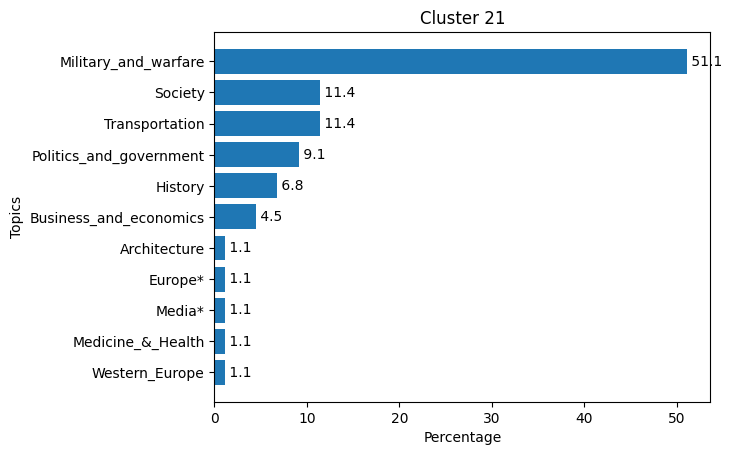 Cluster 21
Topics
Military_and_warfare 51.1
Society 11.4
Transportation 11.4
Politics_and_government 9.1
History 6.8
Business_and_economics 4.5
Architecture 1.1
Europe* 1.1
Media* 1.1
Medicine_&_Health 1.1
Western_Europe 1.1
0 10 20 30 40 50
Percentage